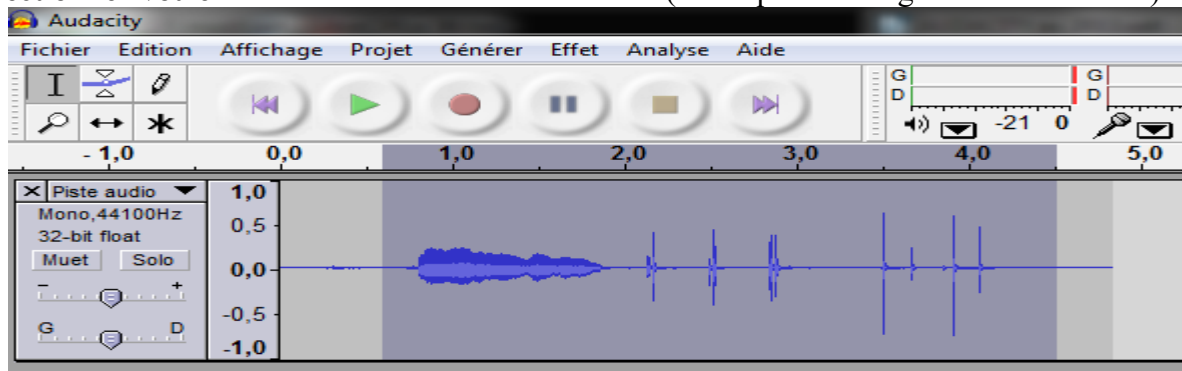 Audacity
Fichier Edition Affichage Projet Générer Effet Analyse Aide
G
D
-21 0
G
D
- 1,0 0,0 1,0 2,0 3,0 4,0 5,0
Piste audio
Mono,44100Hz
32-bit float
Muet Solo
- +
G D
1,0
0,5
0,0
-0,5
-1,0